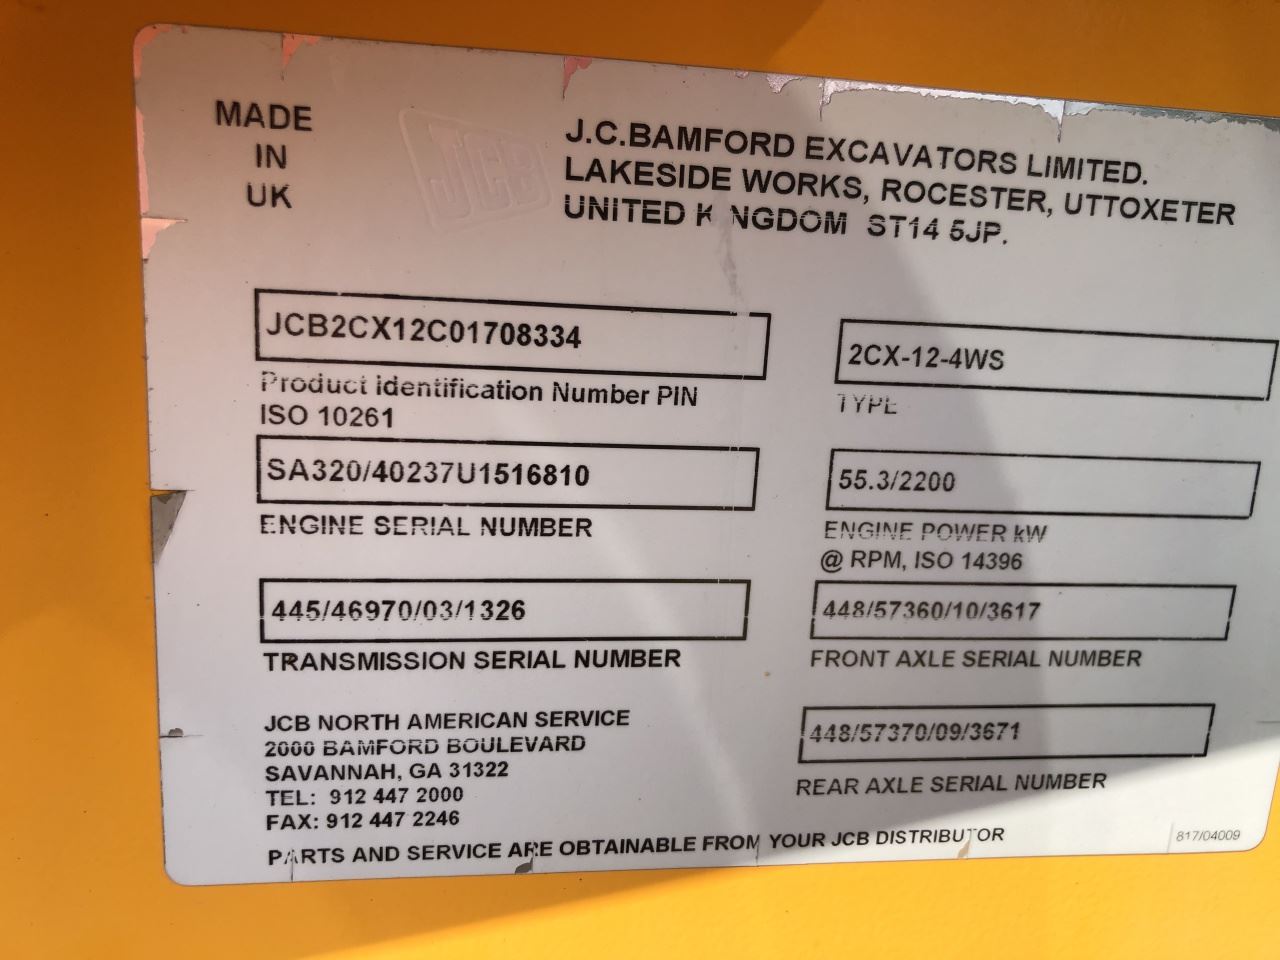 MADE
IN
UK
JCB
J.C.BAMFORD EXCAVATORS LIMITED.
LAKESIDE WORKS, ROCESTER, UTTOXETER
UNITED KINGDOM ST14 5JP.
JCB2CX12C01708334
Product identification Number PIN
ISO 10261
2CX-12-4WS
TYPE
SA320/40237U1516810
ENGINE SERIAL NUMBER
55.3/2200
ENGINE POWER kW
@ RPM, ISO 14396
445/46970/03/1326
TRANSMISSION SERIAL NUMBER
448/57360/10/3617
FRONT AXLE SERIAL NUMBER
448/57370/09/3671
REAR AXLE SERIAL NUMBER
JCB NORTH AMERICAN SERVICE
2000 BAMFORD BOULEVARD
SAVANNAH, GA 31322
TEL: 912 447 2000
FAX: 912 447 2246
PARTS AND SERVICE ARE OBTAINABLE FROM YOUR JCB DISTRIBUTOR
817/04009